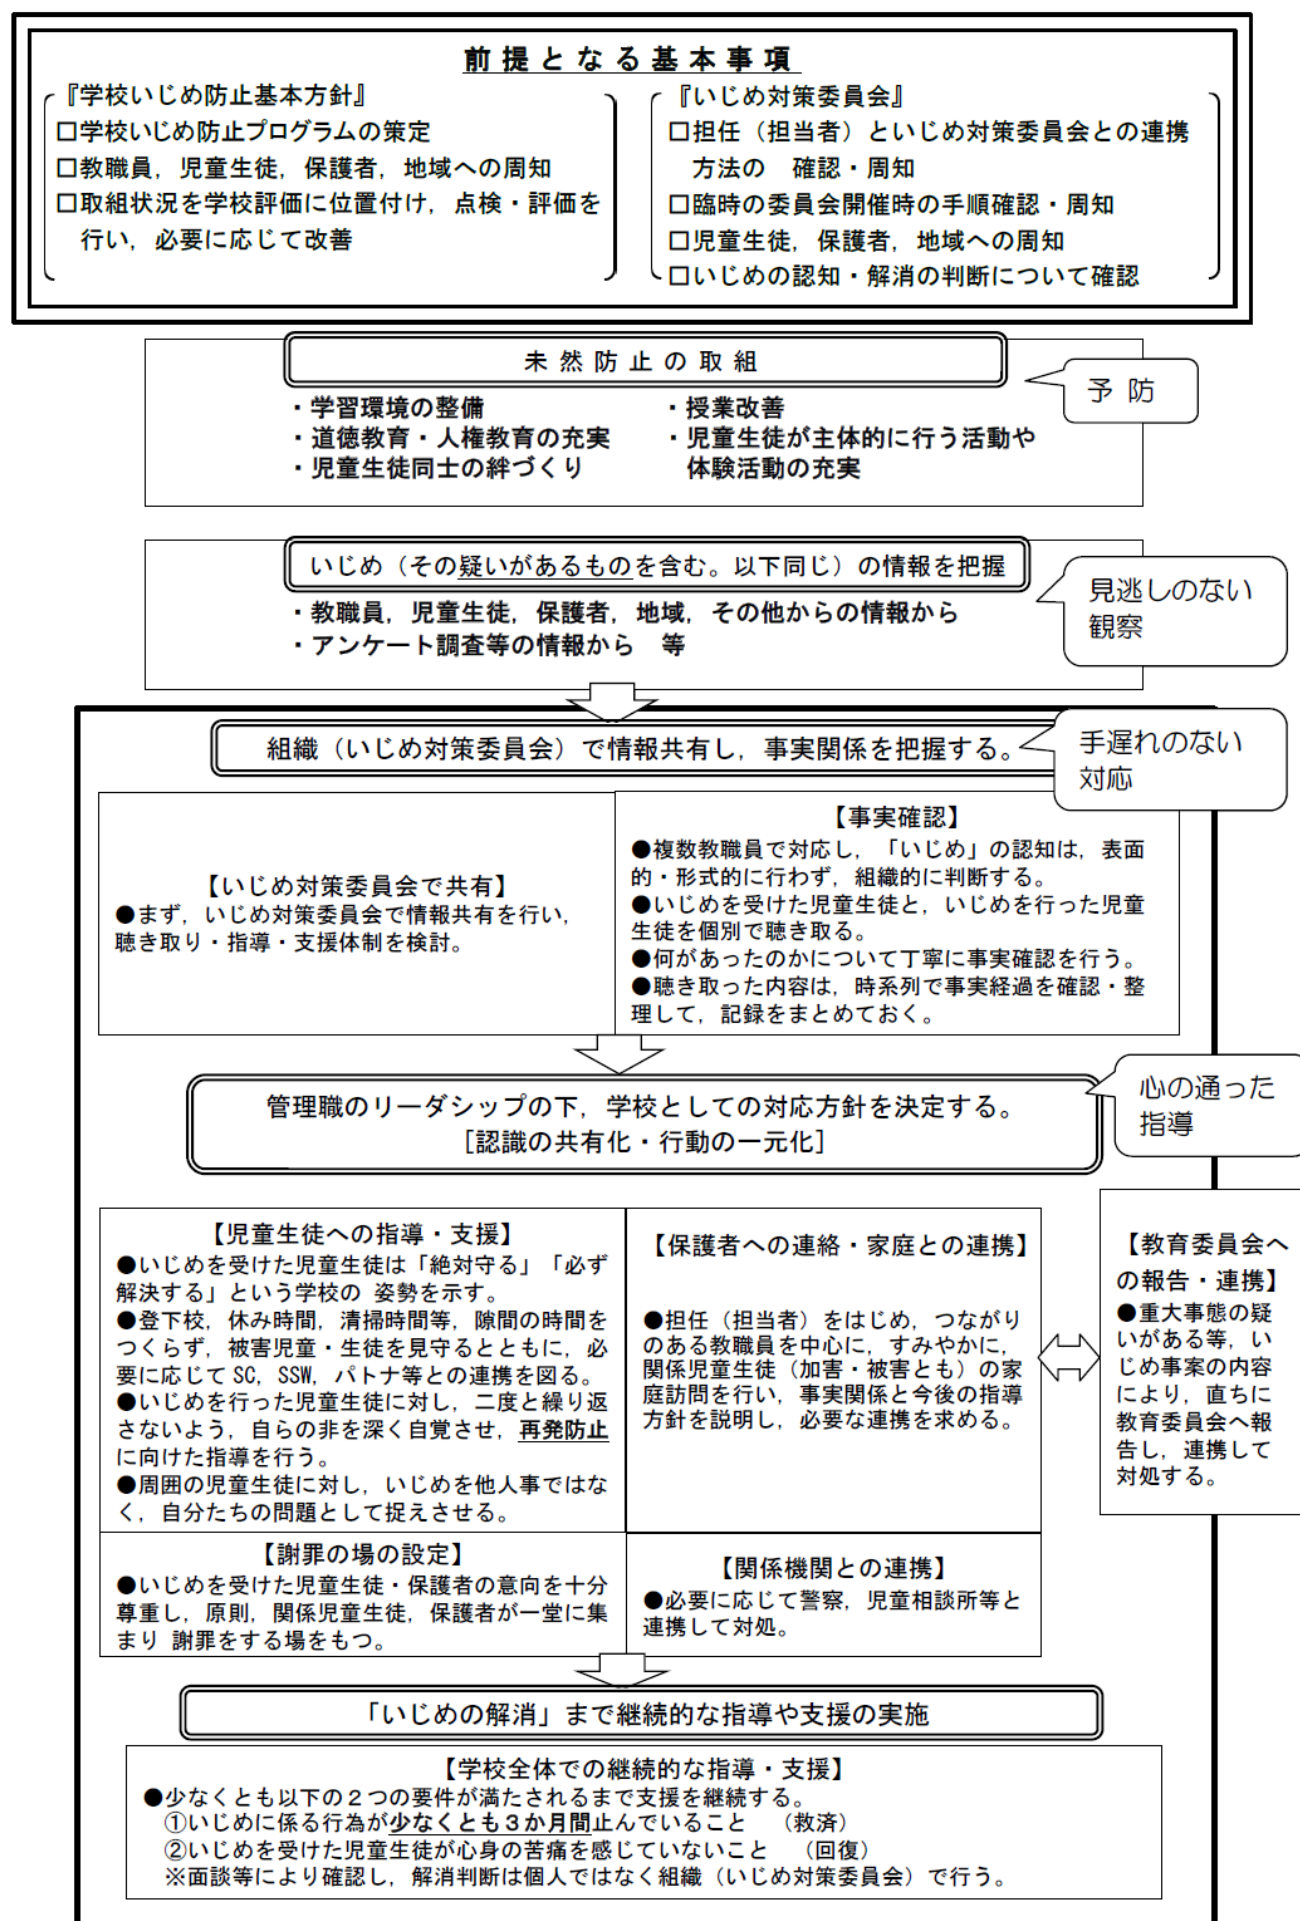 前提となる基本事項
『学校いじめ防止基本方針』
□学校いじめ防止プログラムの策定
□教職員，児童生徒，保護者，地域への周知
□取組状況を学校評価に位置付け，点検・評価を
行い，必要に応じて改善
『いじめ対策委員会』
□担任（担当者）といじめ対策委員会との連携
方法の　確認・周知
□臨時の委員会開催時の手順確認・周知
□児童生徒，保護者，地域への周知
□いじめの認知・解消の判断について確認
未然防止の取組
予 防
・学習環境の整備
・道徳教育・人権教育の充実
・児童生徒同士の絆づくり
・授業改善
・児童生徒が主体的に行う活動や
体験活動の充実
いじめ（その疑いがあるものを含む。以下同じ）の情報を把握
見逃しのない
観察
・教職員，児童生徒，保護者，地域，その他からの情報から
・アンケート調査等の情報から　等
組織（いじめ対策委員会）で情報共有し，事実関係を把握する。
手遅れのない
対応
【いじめ対策委員会で共有】
●まず，いじめ対策委員会で情報共有を行い，
聴き取り・指導・支援体制を検討。
【事実確認】
●複数教職員で対応し，「いじめ」の認知は，表面
的・形式的に行わず，組織的に判断する。
●いじめを受けた児童生徒と，いじめを行った児童
生徒を個別で聴き取る。
●何があったのかについて丁寧に事実確認を行う。
●聴き取った内容は，時系列で事実経過を確認・整
理して，記録をまとめておく。
管理職のリーダシップの下，学校としての対応方針を決定する。
［認識の共有化・行動の一元化］
心の通った
指導
【児童生徒への指導・支援】
●いじめを受けた児童生徒は「絶対守る」「必ず
解決する」という学校の 姿勢を示す。
●登下校，休み時間，清掃時間等，隙間の時間を
つくらず，被害児童・生徒を見守るとともに，必
要に応じて SC，SSW，パトナ等との連携を図る。
●いじめを行った児童生徒に対し，二度と繰り返
さないよう，自らの非を深く自覚させ，再発防止
に向けた指導を行う。
●周囲の児童生徒に対し，いじめを他人事ではな
く，自分たちの問題として捉えさせる。
【保護者への連絡・家庭との連携】
●担任（担当者）をはじめ，つながり
のある教職員を中心に，すみやかに，
関係児童生徒（加害・被害とも）の家
庭訪問を行い，事実関係と今後の指導
方針を説明し，必要な連携を求める。
【教育委員会へ
の報告・連携】
●重大事態の疑
いがある等，い
じめ事案の内容
により，直ちに
教育委員会へ報
告し，連携して
対処する。
【謝罪の場の設定】
●いじめを受けた児童生徒・保護者の意向を十分
尊重し，原則，関係児童生徒，保護者が一堂に集
まり 謝罪をする場をもつ。
【関係機関との連携】
●必要に応じて警察，児童相談所等と
連携して対処。
「いじめの解消」まで継続的な指導や支援の実施
【学校全体での継続的な指導・支援】
●少なくとも以下の２つの要件が満たされるまで支援を継続する。
①いじめに係る行為が少なくとも３か月間止んでいること　（救済）
②いじめを受けた児童生徒が心身の苦痛を感じていないこと　（回復）
※面談等により確認し，解消判断は個人ではなく組織（いじめ対策委員会）で行う。